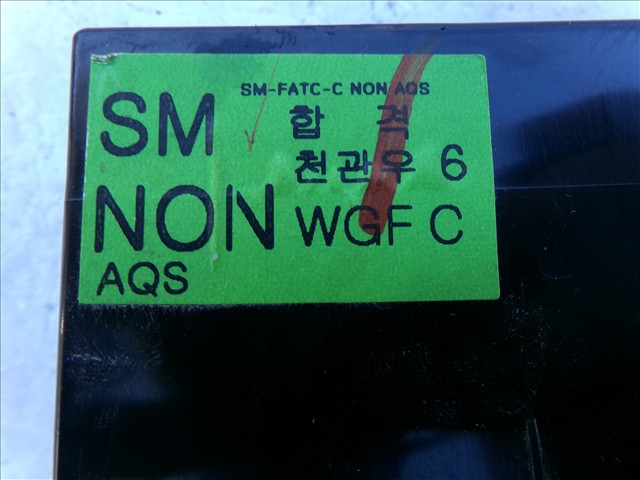 SM-FATC-C NON AQS
SM
합 격
천관우 6
NON
WGF C
AQS